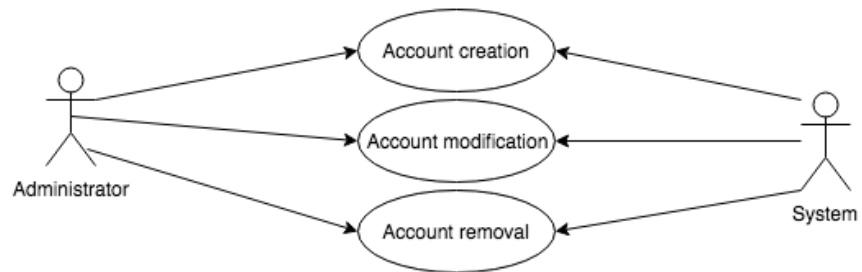 Account creation
Account modification
Administrator
System
Account removal